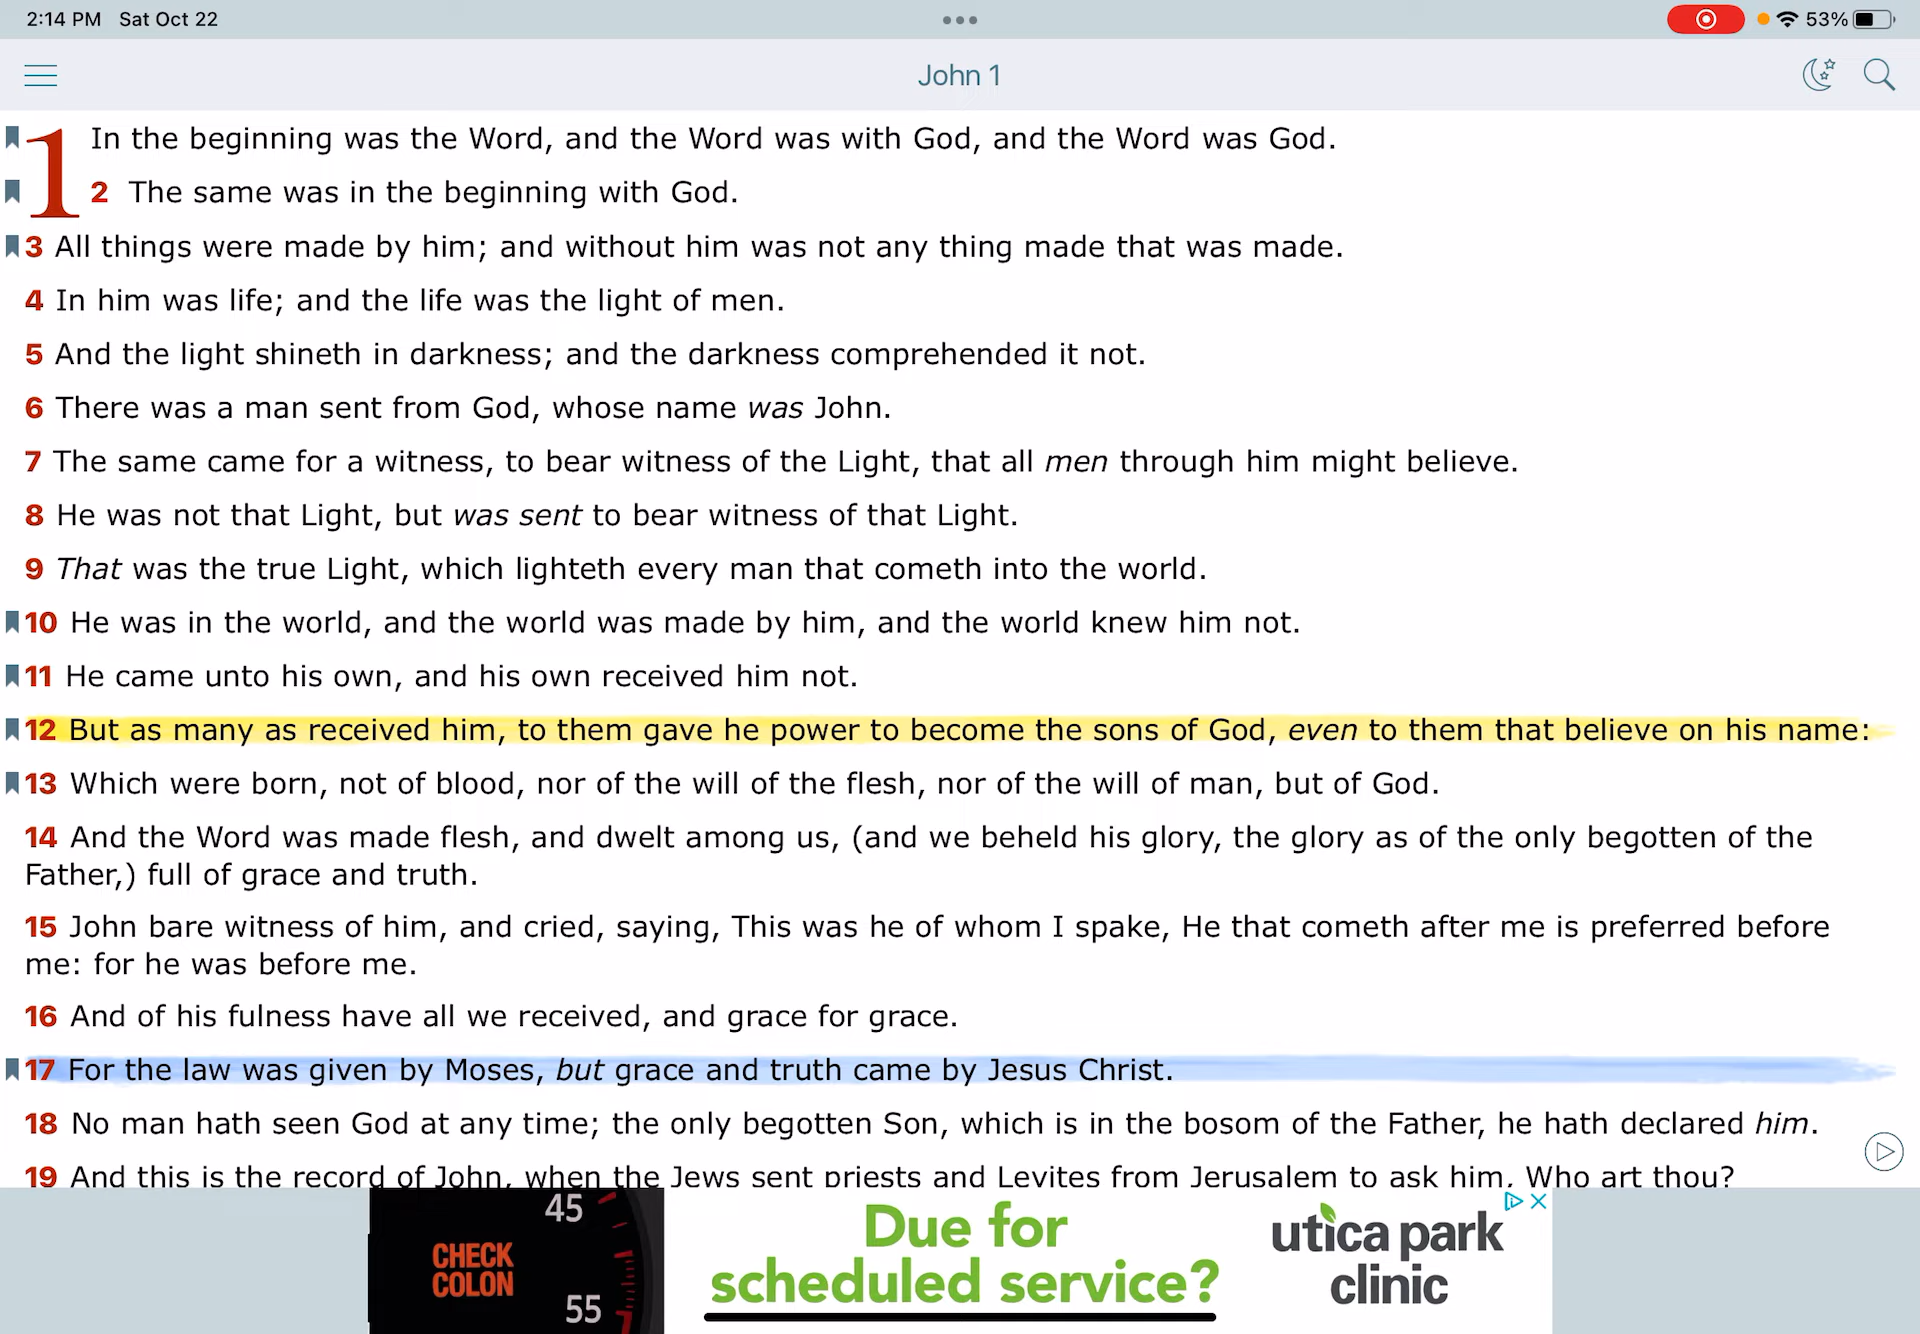 2:14 PM Sat Oct 22
53%
John 1
1 In the beginning was the Word, and the Word was with God, and the Word was God.
2 The same was in the beginning with God.
3 All things were made by him; and without him was not any thing made that was made.
4 In him was life; and the life was the light of men.
5 And the light shineth in darkness; and the darkness comprehended it not.
6 There was a man sent from God, whose name was John.
7 The same came for a witness, to bear witness of the Light, that all men through him might believe.
8 He was not that Light, but was sent to bear witness of that Light.
9 That was the true Light, which lighteth every man that cometh into the world.
10 He was in the world, and the world was made by him, and the world knew him not.
11 He came unto his own, and his own received him not.
12 But as many as received him, to them gave he power to become the sons of God, even to them that believe on his name:
13 Which were born, not of blood, nor of the will of the flesh, nor of the will of man, but of God.
14 And the Word was made flesh, and dwelt among us, (and we beheld his glory, the glory as of the only begotten of the
Father,) full of grace and truth.
15 John bare witness of him, and cried, saying, This was he of whom I spake, He that cometh after me is preferred before
me: for he was before me.
16 And of his fulness have all we received, and grace for grace.
17 For the law was given by Moses, but grace and truth came by Jesus Christ.
18 No man hath seen God at any time; the only begotten Son, which is in the bosom of the Father, he hath declared him.
19 And this is the record of John, when the Jews sent priests and Levites from Jerusalem to ask him, Who art thou?
45
CHECK
COLON
55
Due for
scheduled service?
utica park
clinic